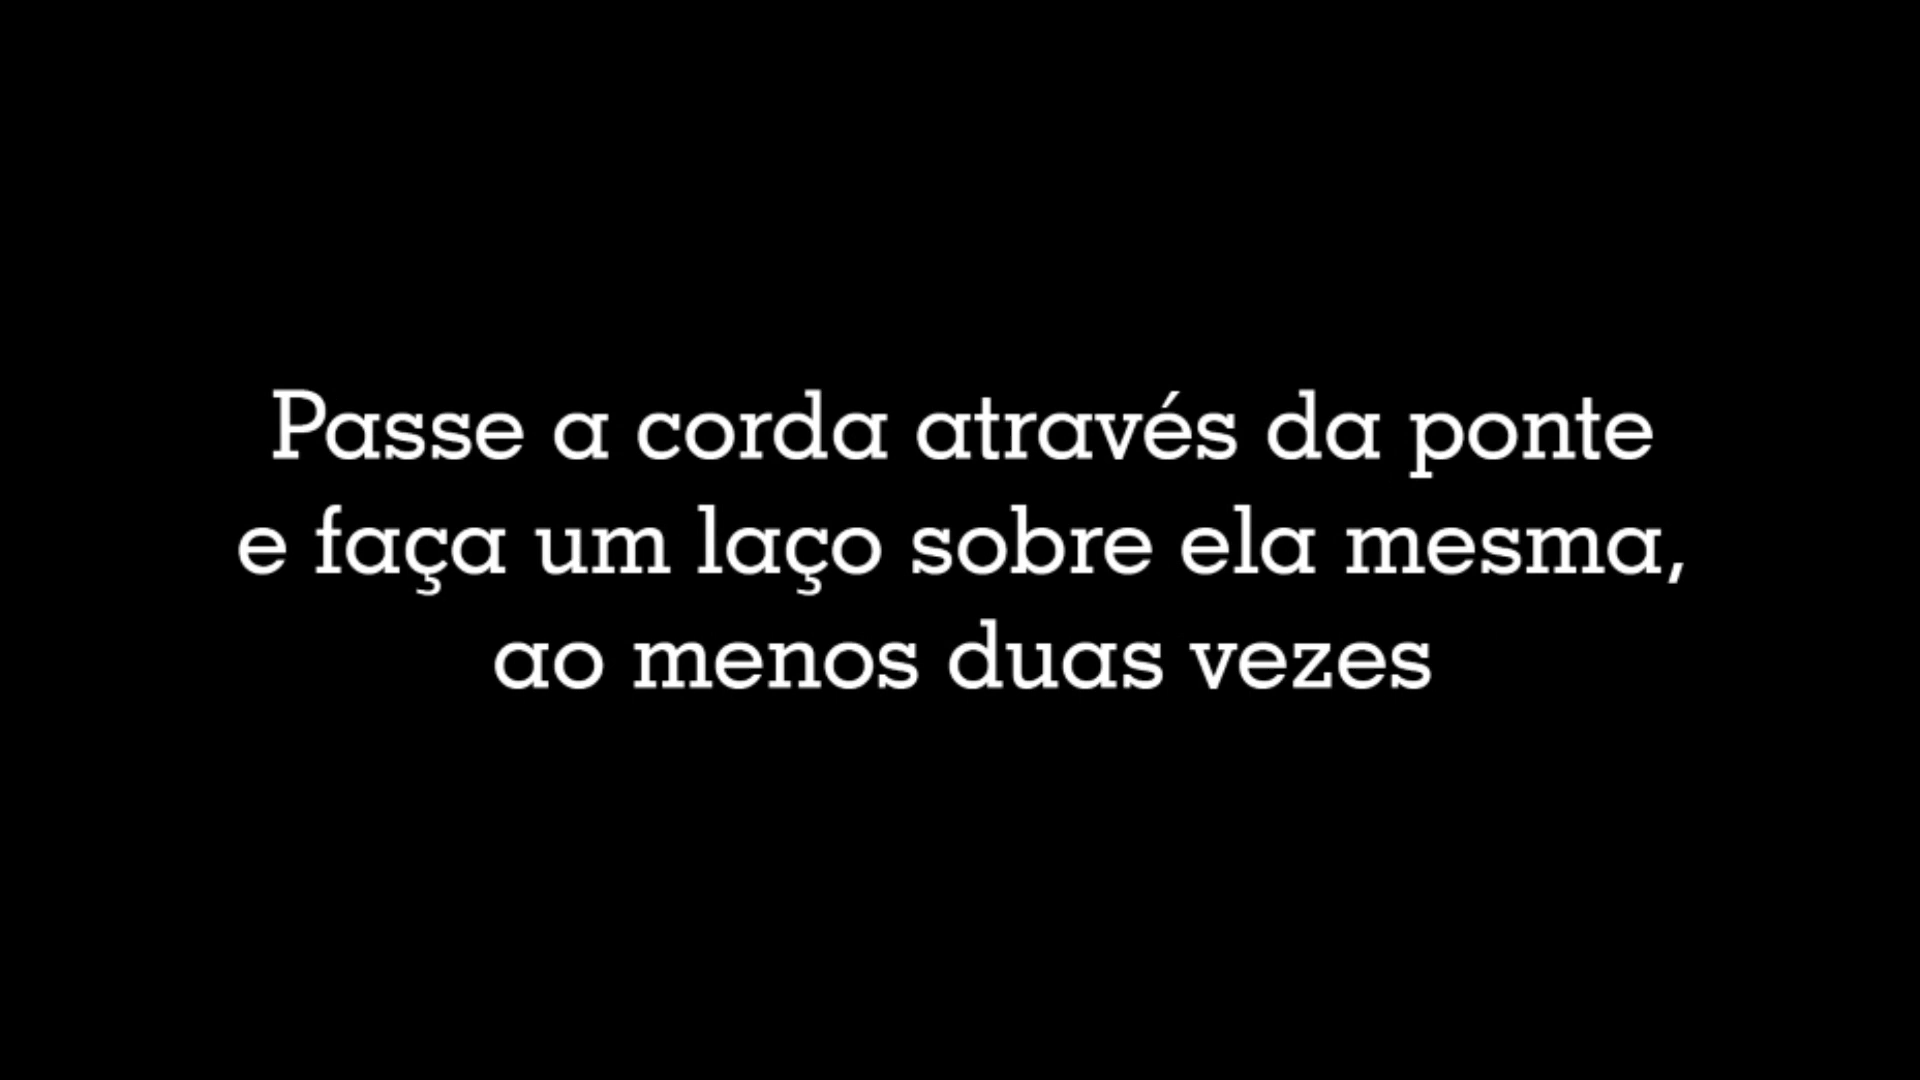 Passe a corda através da ponte
e faça um laço sobre ela mesma,
ao menos duas vezes